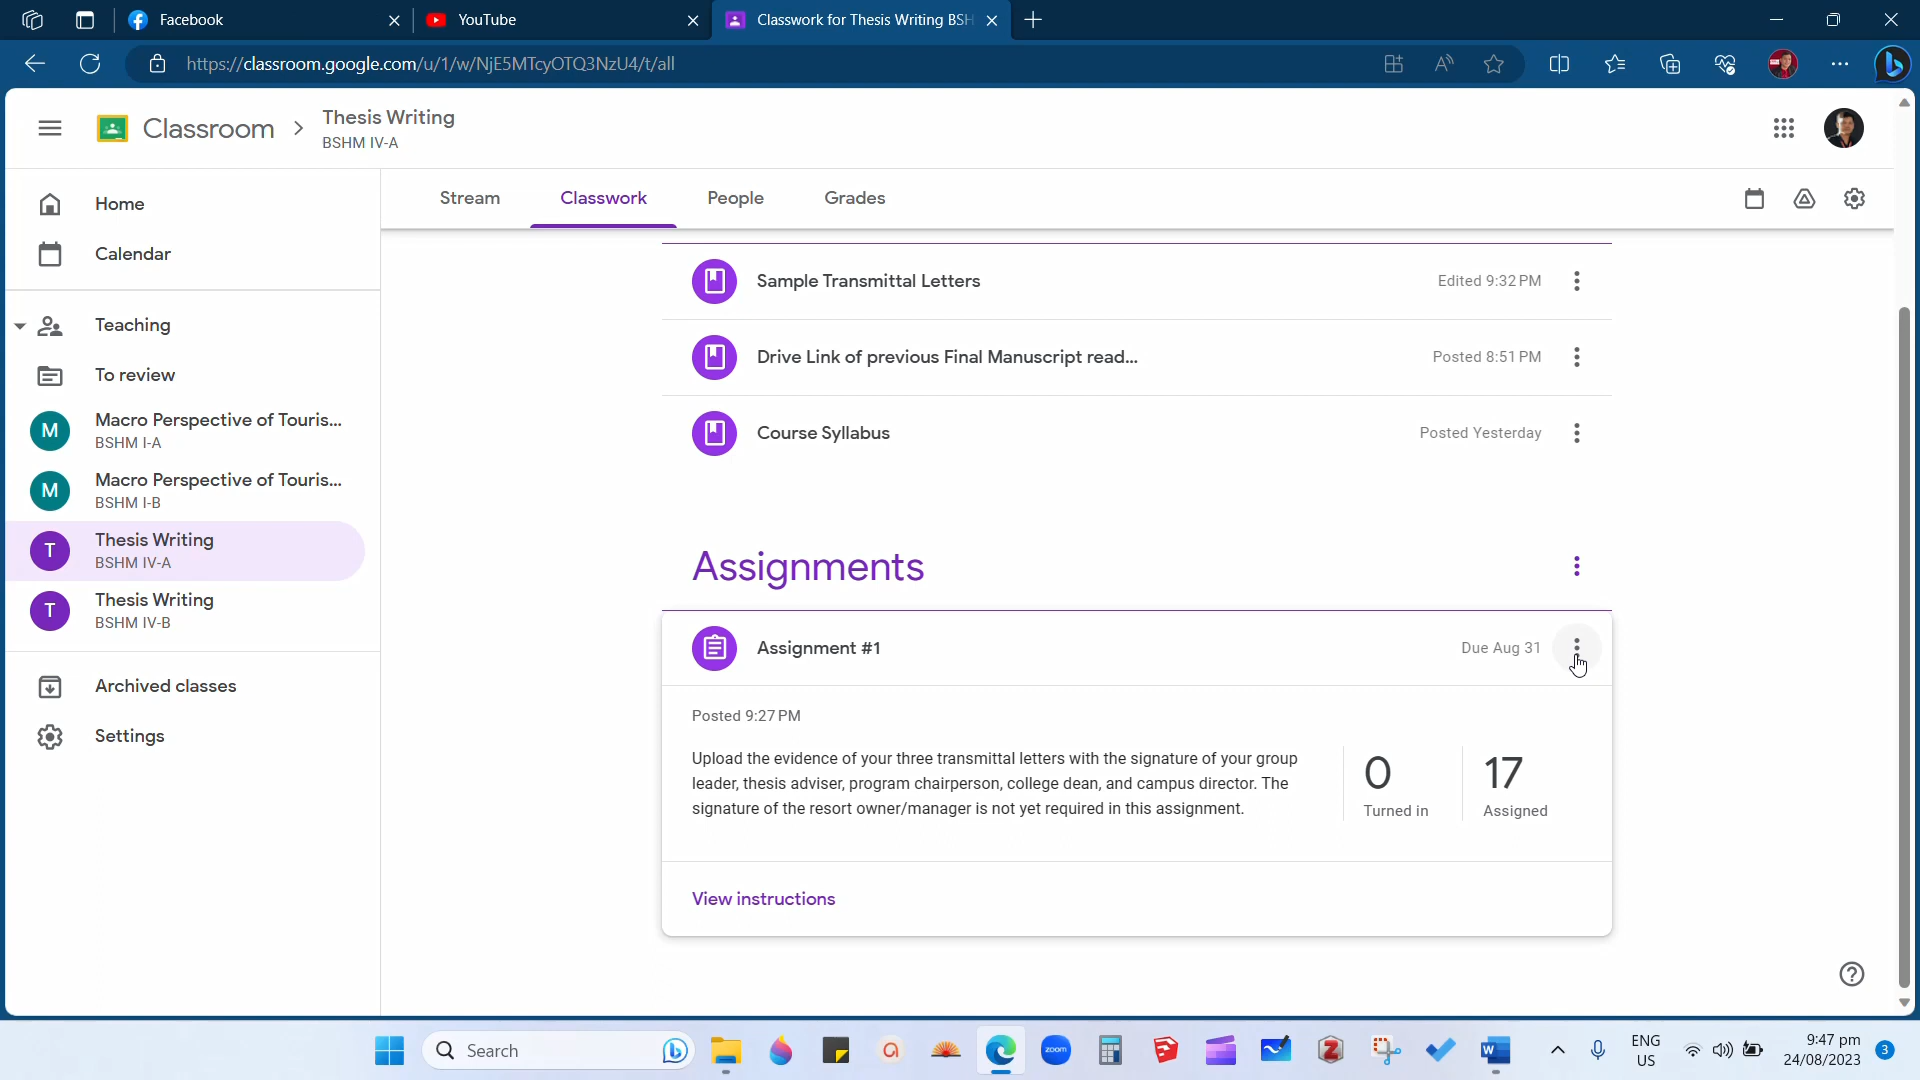 Facebook
YouTube
Classwork for Thesis Writing BSH
https://classroom.google.com/u/1/w/NjE5MTcyOTQ3NzU4/t/all
Classroom
Thesis Writing
BSHM IV-A
Home
Calendar
Teaching
To review
M
Macro Perspective of Touris...
BSHM I-A
M
Macro Perspective of Touris...
BSHM I-B
T
Thesis Writing
BSHM IV-A
T
Thesis Writing
BSHM IV-B
Archived classes
Settings
Stream
Classwork
People
Grades
Sample Transmittal Letters
Edited 9:32 PM
Drive Link of previous Final Manuscript read...
Posted 8:51 PM
Course Syllabus
Posted Yesterday
Assignments
Assignment #1
Due Aug 31
Posted 9:27 PM
Upload the evidence of your three transmittal letters with the signature of your group
leader, thesis adviser, program chairperson, college dean, and campus director. The
signature of the resort owner/manager is not yet required in this assignment.
0
Turned in
17
Assigned
View instructions
Search
zoom
ENG
US
9:47 pm
24/08/2023
3